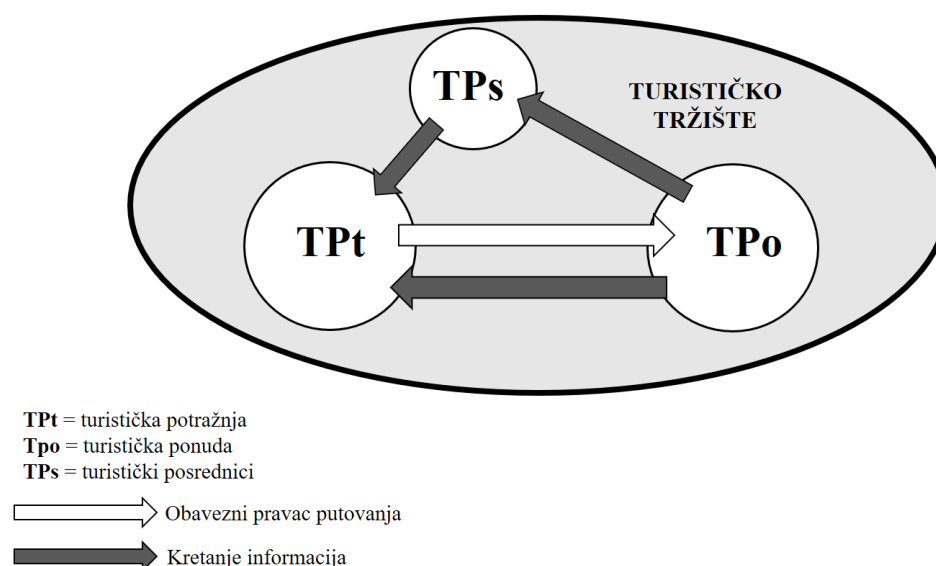 TPs
TURISTIČKO
TRŽIŠTE
TPt
TPo
TPt = turistička potražnja
Tpo = turistička ponuda
TPs = turistički posrednici
Obavezni pravac putovanja
Kretanje informacija